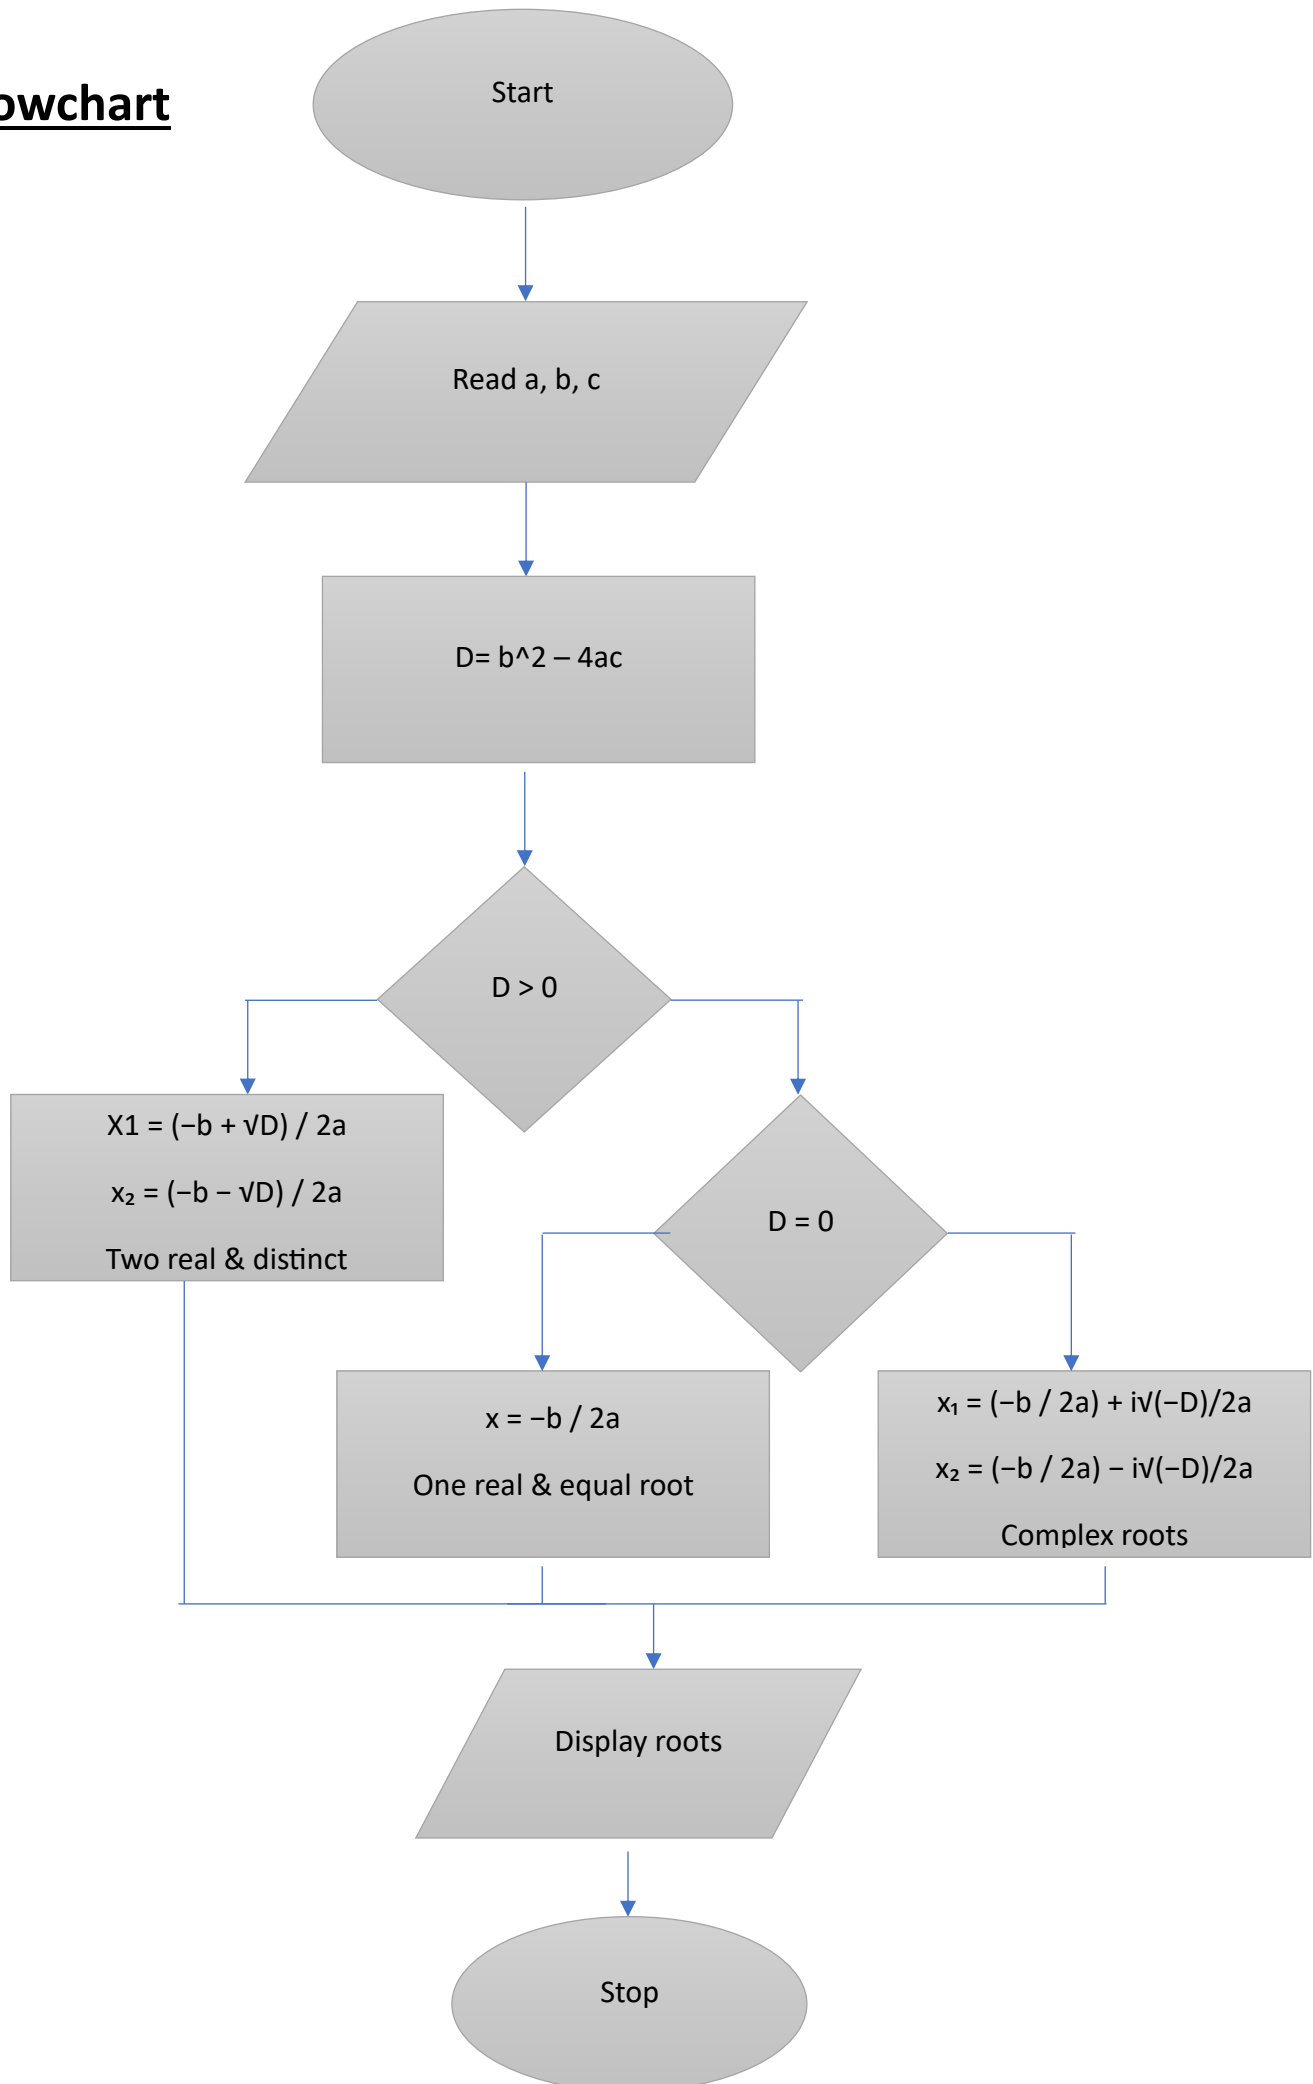 owchart
Start
Read a, b, c
D= b^2 – 4ac
D > 0
X1 = (−b + √D) / 2a
x₂ = (−b − √D) / 2a
Two real & distinct
D = 0
x = −b / 2a
One real & equal root
x₁ = (−b / 2a) + i√(−D)/2a
x₂ = (−b / 2a) − i√(−D)/2a
Complex roots
Display roots
Stop